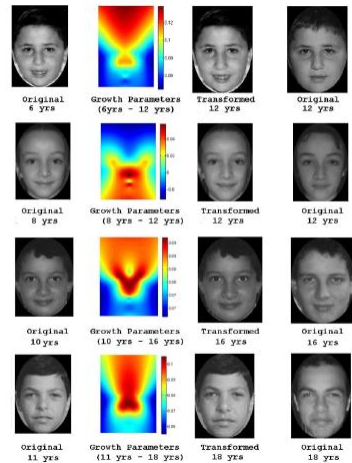 Original Growth Parameters Transformed Original
6 yrs (6yrs - 12 yrs) 12 yrs 12 yrs
Original Growth Parameters Transformed Original
8 yrs (8 yrs - 12 yrs) 12 yrs 12 yrs
Original Growth Parameters Transformed Original
10 yrs (10 yrs - 16 yrs) 16 yrs 16 yrs
Original Growth Parameters Transformed Original
11 yrs (11 yrs - 18 yrs) 18 yrs 18 yrs